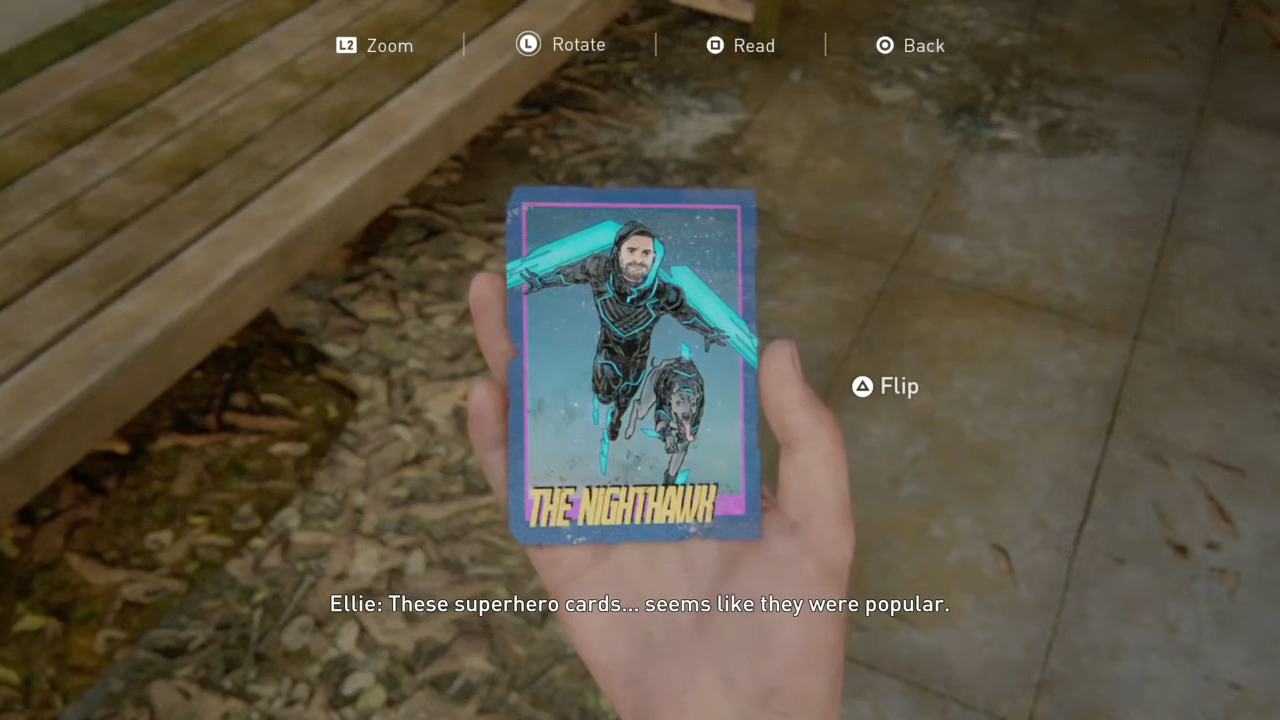 L2 Zoom
L Rotate
Read
Back
Flip
THE NIGHTHAWK
Ellie: These superhero cards... seems like they were popular.